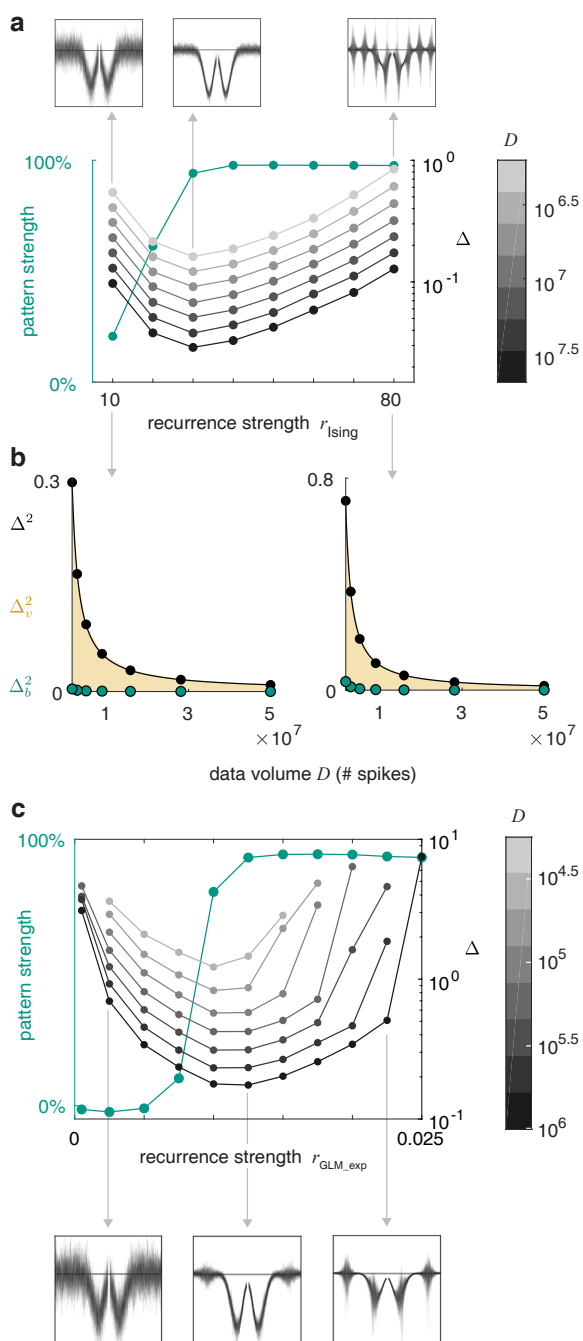 a
D
100%
10^0
pattern strength
Δ
10^6.5
10^-1
10^7
0%
10^7.5
10
80
recurrence strength r_Ising
b
0.3
0.8
Δ^2
Δ_v^2
Δ_b^2
0
0
1
3
5
1
3
5
× 10^7
× 10^7
data volume D (# spikes)
c
D
100%
10^1
10^4.5
pattern strength
Δ
10^0
10^5
10^5.5
0%
10^-1
10^6
0
0.025
recurrence strength r_GLM_exp